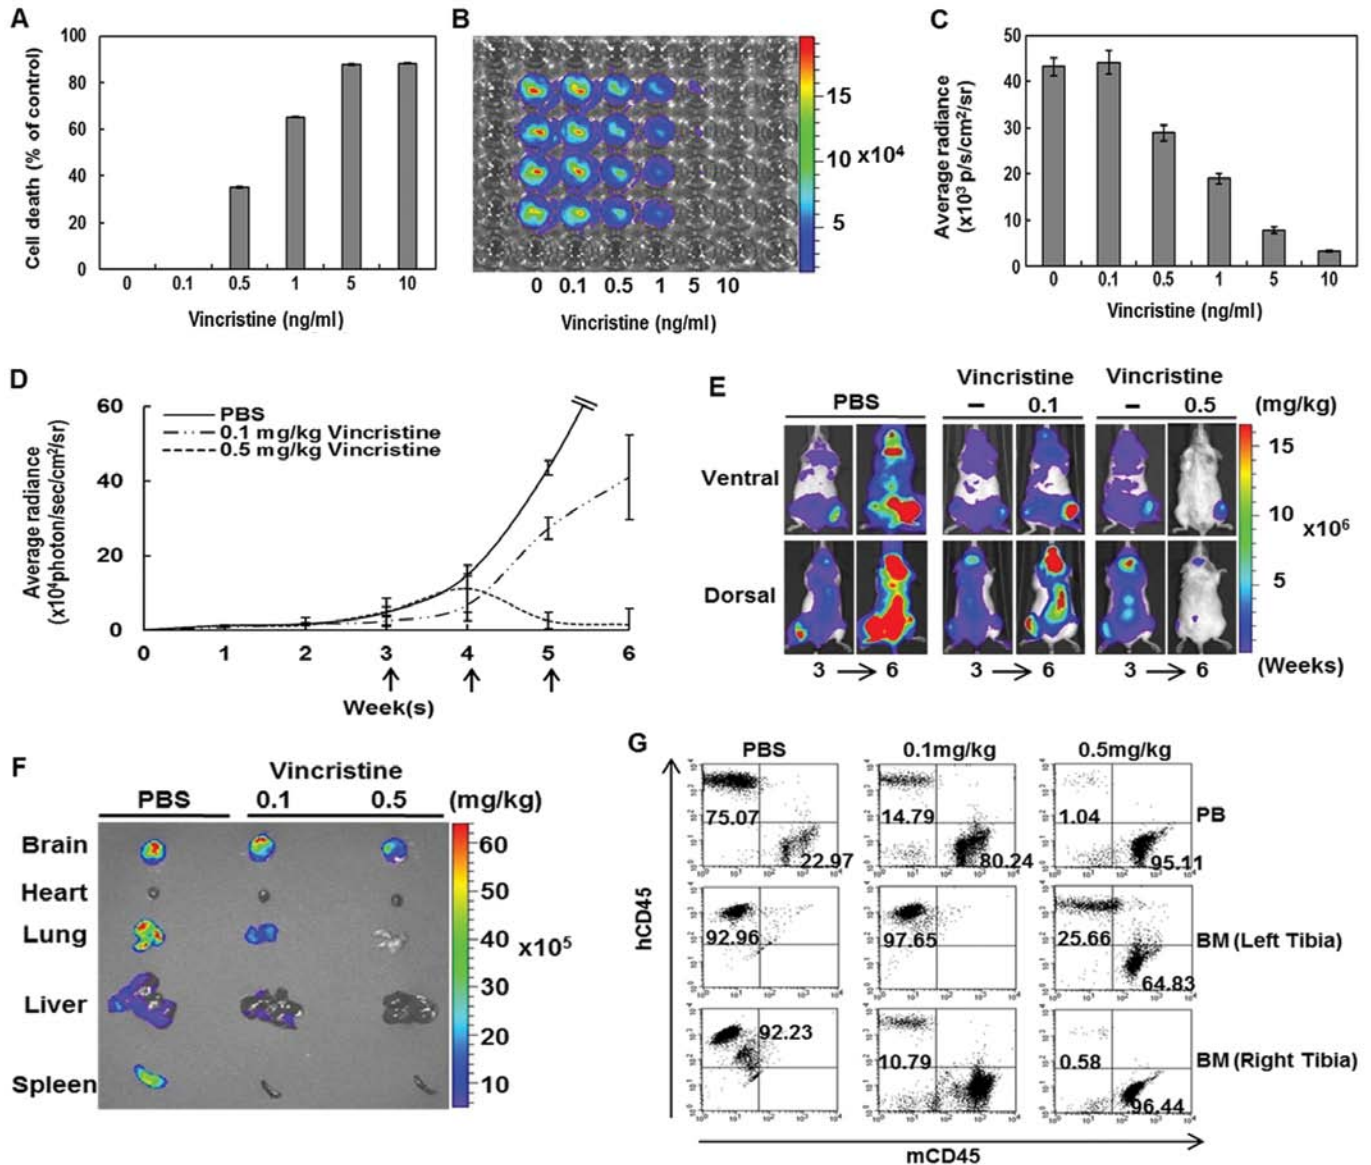 A
Cell death (% of control)
100
80
60
40
20
0
0 0.1 0.5 1 5 10
Vincristine (ng/ml)
B
15
10 x10⁴
5
0 0.1 0.5 1 5 10
Vincristine (ng/ml)
C
Average radiance
(x10³ p/s/cm²/sr)
50
40
30
20
10
0
0 0.1 0.5 1 5 10
Vincristine (ng/ml)
D
Average radiance
(x10⁴photon/sec/cm²/sr)
60
40
20
0
PBS
0.1 mg/kg Vincristine
0.5 mg/kg Vincristine
0 1 2 3 4 5 6
Week(s)
E
Vincristine Vincristine
PBS – 0.1 – 0.5 (mg/kg)
Ventral
Dorsal
15
10
x10⁶
5
3 → 6 3 → 6 3 → 6 (Weeks)
F
Vincristine
PBS 0.1 0.5 (mg/kg)
Brain
Heart
Lung
Liver
Spleen
60
50
40 x10⁵
30
20
10
G
PBS 0.1mg/kg 0.5mg/kg
hCD45
75.07 22.97
14.79 80.24
1.04 95.11
PB
92.96
97.65
25.66 64.83
BM (Left Tibia)
92.23
10.79
0.58 96.44
BM (Right Tibia)
10⁰ 10¹ 10² 10³ 10⁴
mCD45